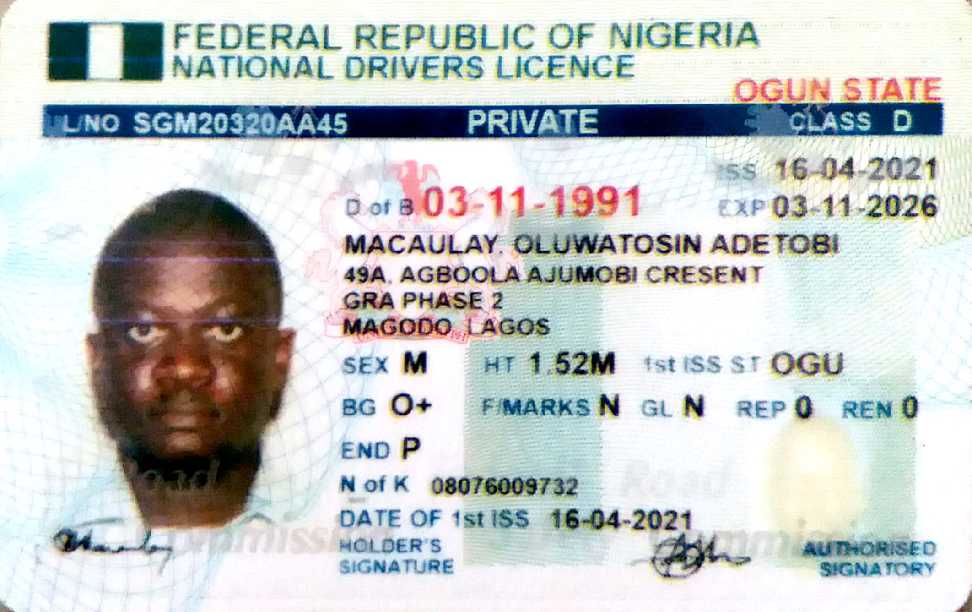 FEDERAL REPUBLIC OF NIGERIA
NATIONAL DRIVERS LICENCE
OGUN STATE
L/NO SGM20320AA45 PRIVATE CLASS D
ISS 16-04-2021
D of B 03-11-1991 EXP 03-11-2026
MACAULAY, OLUWATOSIN ADETOBI
49A, AGBOOLA AJUMOBI CRESENT
GRA PHASE 2
MAGODO, LAGOS
SEX M HT 1.52M 1st ISS ST OGU
BG O+ F/MARKS N GL N REP 0 REN 0
END P
N of K 08076009732
DATE OF 1st ISS 16-04-2021
HOLDER'S SIGNATURE
AUTHORISED SIGNATORY
Road
Road
Commission